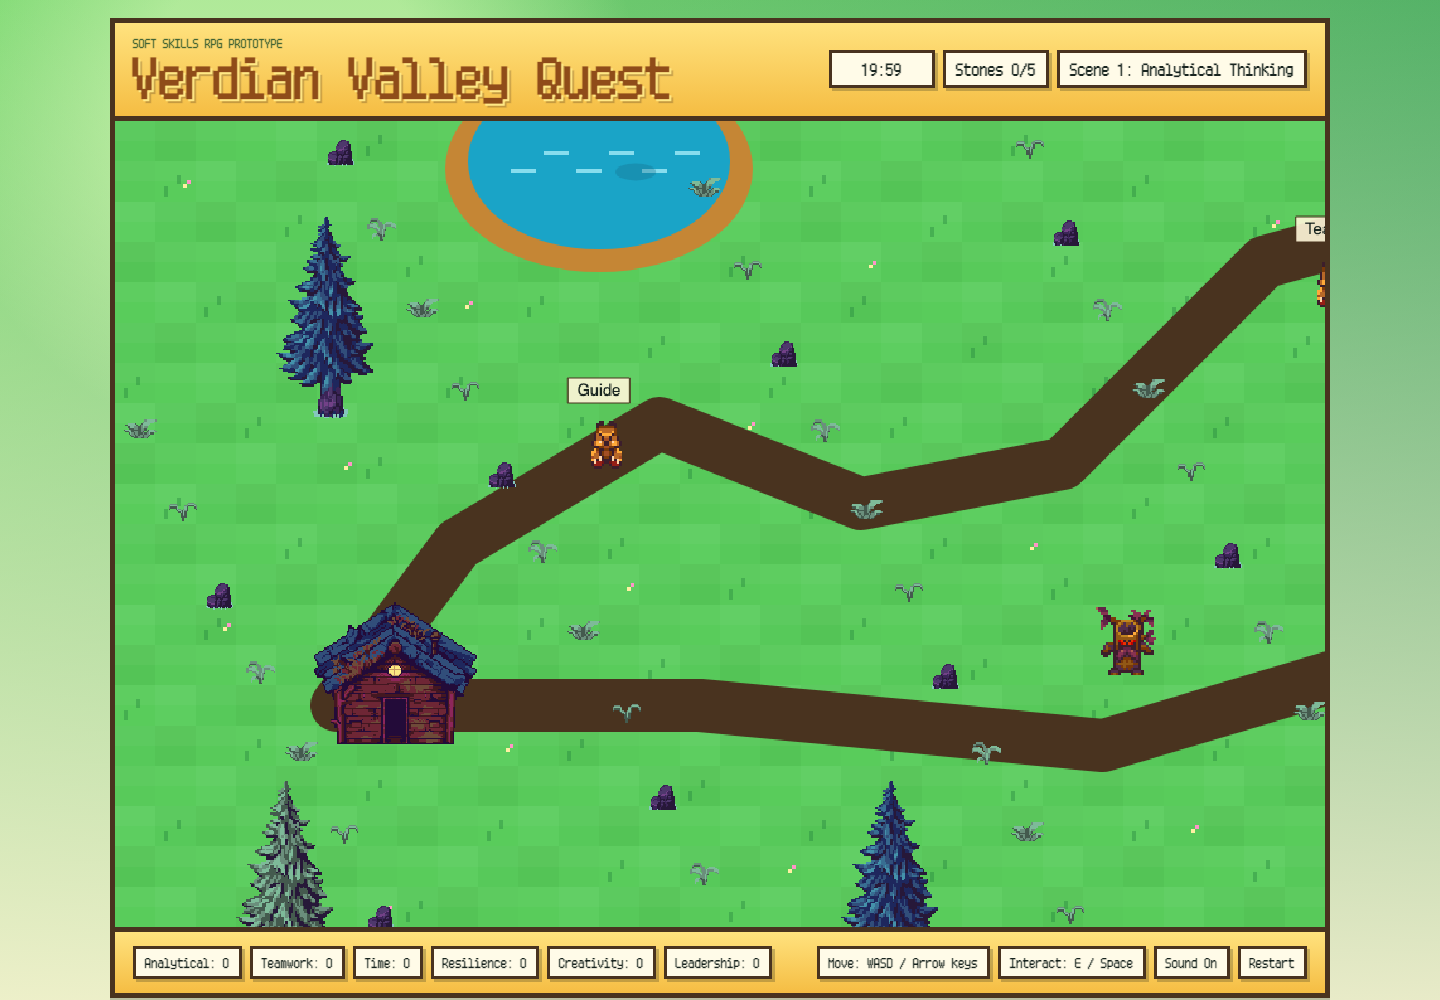 SOFT SKILLS RPG PROTOTYPE
Verdian Valley Quest
19:59
Stones 0/5
Scene 1: Analytical Thinking
Tea
Guide
Analytical: 0
Teamwork: 0
Time: 0
Resilience: 0
Creativity: 0
Leadership: 0
Move: WASD / Arrow keys
Interact: E / Space
Sound On
Restart